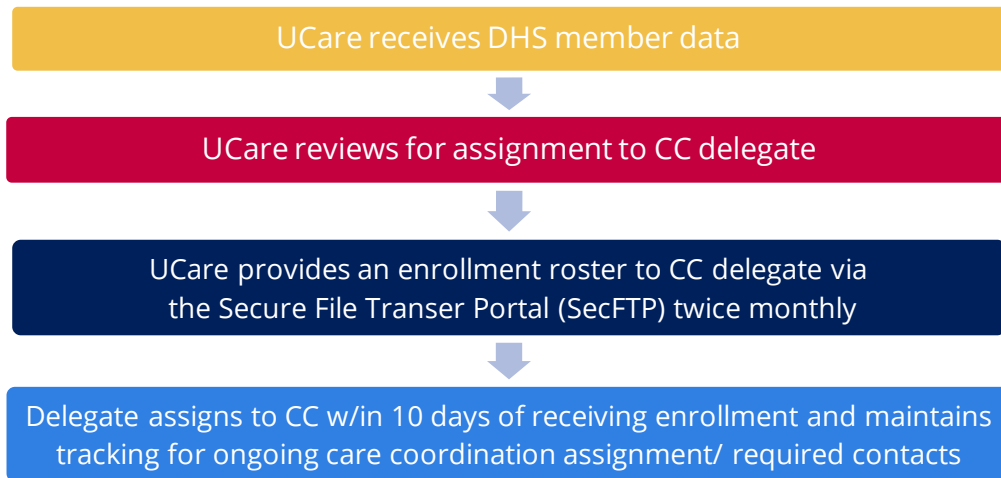 UCare receives DHS member data
UCare reviews for assignment to CC delegate
UCare provides an enrollment roster to CC delegate via
the Secure File Transer Portal (SecFTP) twice monthly
Delegate assigns to CC w/in 10 days of receiving enrollment and maintains
tracking for ongoing care coordination assignment/ required contacts